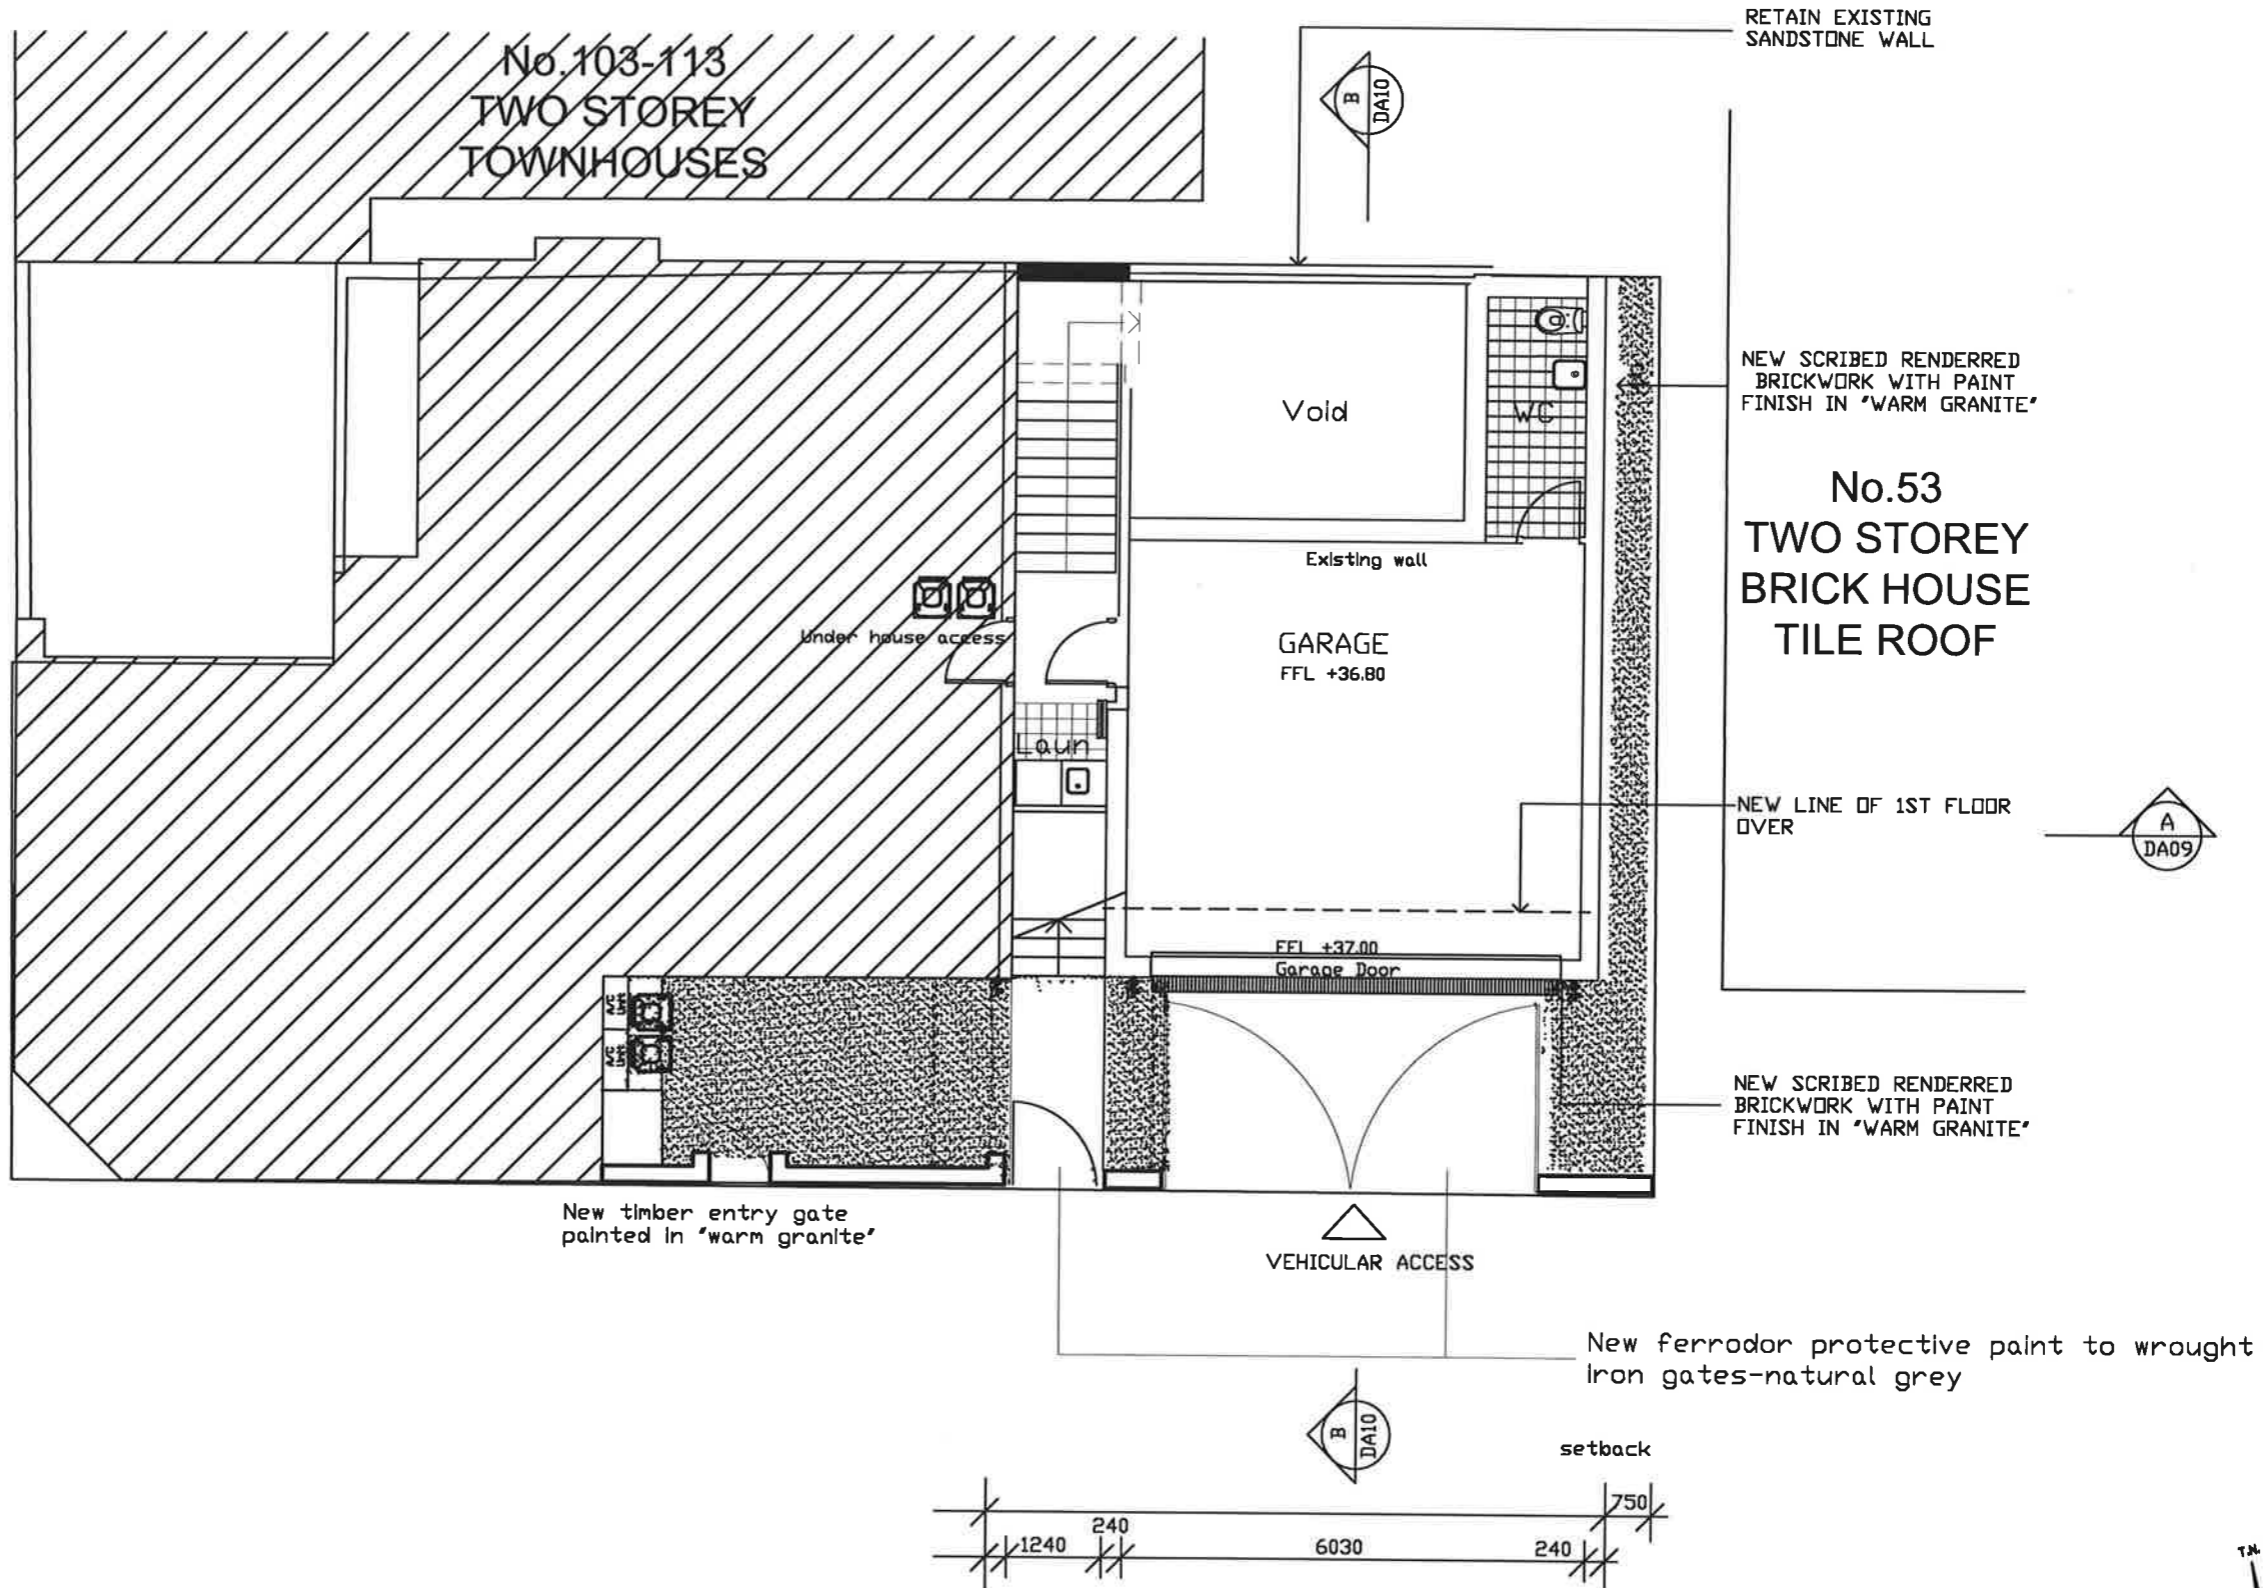 RETAIN EXISTING
SANDSTONE WALL
No.103-113
TWO STOREY
TOWNHOUSES
B
DA10
NEW SCRIBED RENDERRED
BRICKWORK WITH PAINT
FINISH IN "WARM GRANITE"
Void
WC
No.53
TWO STOREY
BRICK HOUSE
TILE ROOF
Existing wall
Under house access
GARAGE
FFL +36.80
Laun
NEW LINE OF 1ST FLOOR
OVER
A
DA09
FFL +37.00
Garage Door
A/C
Unit
A/C
Unit
NEW SCRIBED RENDERRED
BRICKWORK WITH PAINT
FINISH IN "WARM GRANITE"
New timber entry gate
painted in "warm granite"
VEHICULAR ACCESS
New ferrodor protective paint to wrought
iron gates-natural grey
B
DA10
setback
750
1240
240
6030
240
T.N.